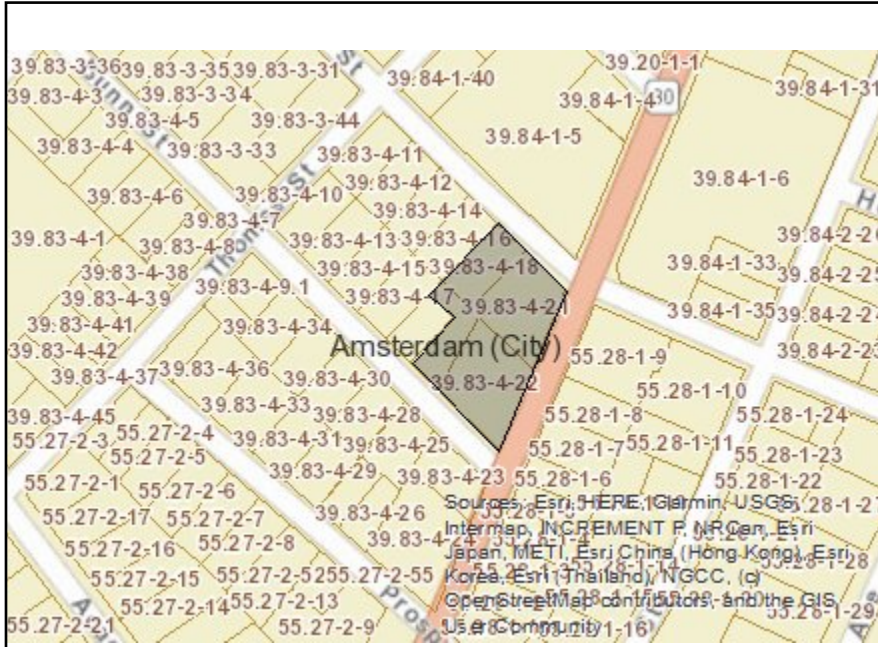 39.83-3-36 39.83-3-35 39.83-3-31
39.84-1-40
39.20-1-1
39.83-4-3 39.83-3-34
39.84-1-4
30
39.84-1-31
39.83-4-5 39.83-3-44
39.84-1-5
39.83-4-4 39.83-3-33 39.83-4-11
39.83-4-6 39.83-4-10 39.83-4-12
39.84-1-6
39.83-4-7 39.83-4-14
39.83-4-1 39.83-4-8 39.83-4-13 39.83-4-16
39.83-4-38 39.83-4-15 39.83-4-18
39.84-1-33
39.83-4-39 39.83-4-9.1 39.83-4-17
39.83-4-21
39.84-1-35
39.83-4-41 39.83-4-34
39.83-4-42
Amsterdam (City)
55.28-1-9
39.83-4-37 39.83-4-36 39.83-4-30
39.83-4-22
55.28-1-10
39.83-4-45 39.83-4-33 39.83-4-28
55.28-1-8 55.28-1-24
55.27-2-3 55.27-2-4 39.83-4-31 39.83-4-25
55.28-1-7 55.28-1-11 55.28-1-23
55.27-2-5
39.83-4-29 39.83-4-23 55.28-1-6
55.28-1-22
55.27-2-1 55.27-2-6
39.83-4-26
55.27-2-17 55.27-2-7
55.27-2-16 55.27-2-8
55.27-2-15 55.27-2-52 55.27-2-55
55.27-2-14 55.27-2-13
55.27-2-21 55.27-2-9
St
Sources: Esri, HERE, Garmin, USGS,
Intermap, INCREMENT P, NRCan, Esri
Japan, METI, Esri China (Hong Kong), Esri
Korea, Esri (Thailand), NGCC, (c)
OpenStreetMap contributors, and the GIS
User Community